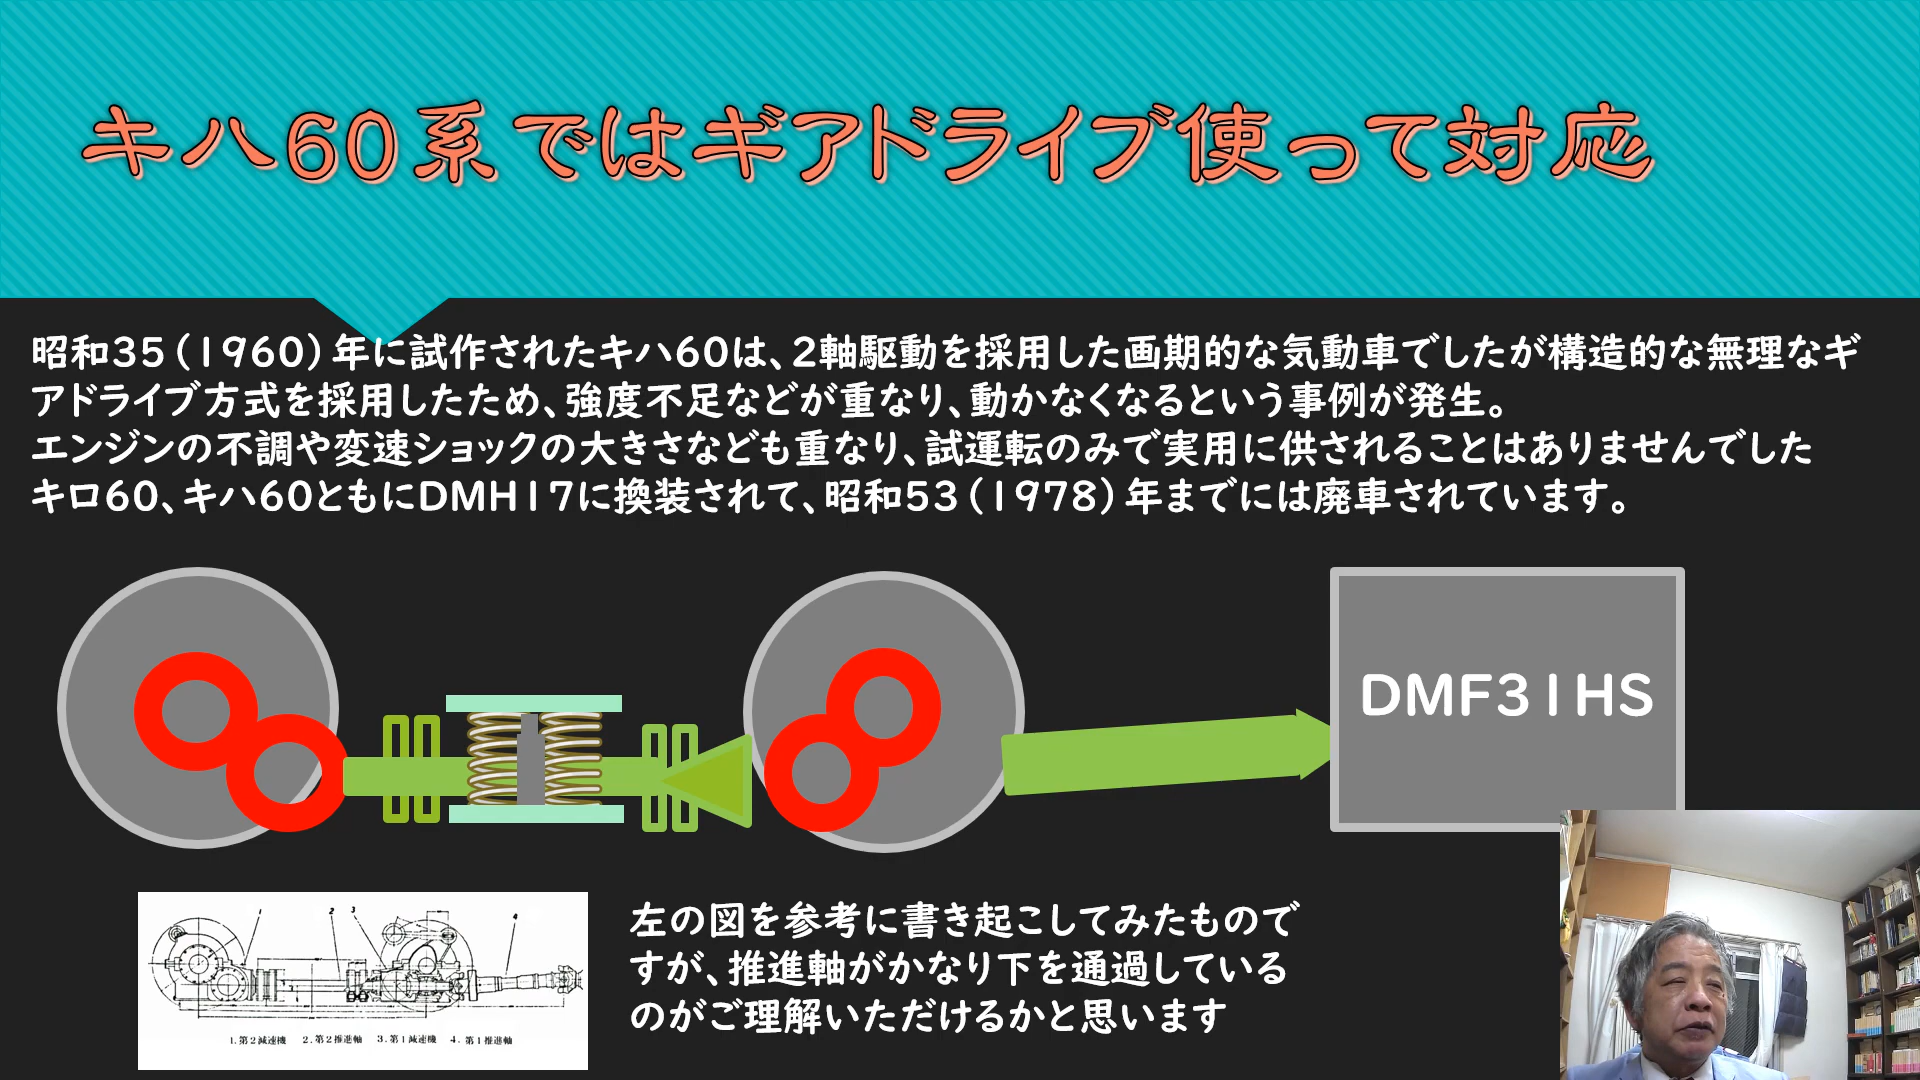 キハ60系ではギアドライブ使って対応
昭和35（1960）年に試作されたキハ60は、2軸駆動を採用した画期的な気動車でしたが構造的な無理なギ
アドライブ方式を採用したため、強度不足などが重なり、動かなくなるという事例が発生。
エンジンの不調や変速ショックの大きさなども重なり、試運転のみで実用に供されることはありませんでした
キロ60、キハ60ともにDMH17に換装されて、昭和53（1978）年までには廃車されています。
DMF31HS
1 2 3 4
1.第2減速機 2.第2推進軸 3.第1減速機 4.第1推進軸
左の図を参考に書き起こしてみたもので
すが、推進軸がかなり下を通過している
のがご理解いただけるかと思います